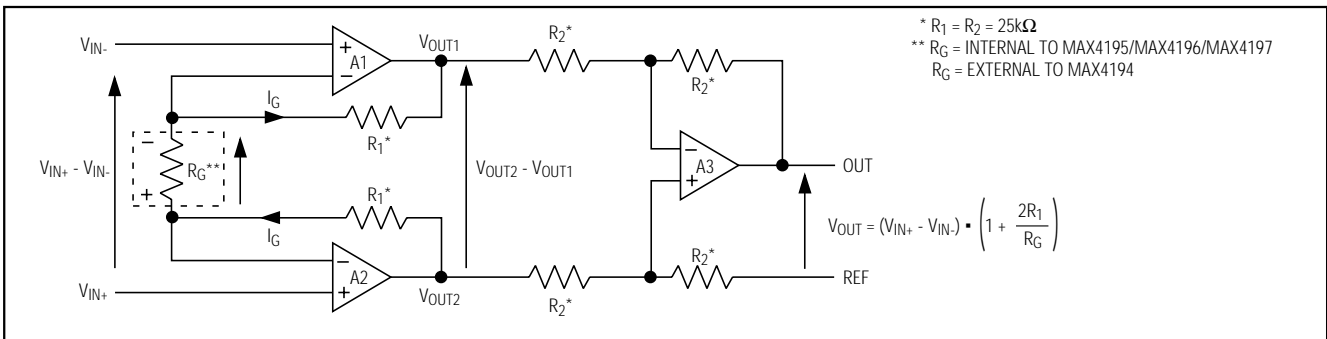 * R1 = R2 = 25kΩ
** RG = INTERNAL TO MAX4195/MAX4196/MAX4197
RG = EXTERNAL TO MAX4194
VIN-
+
A1
−
VOUT1
R2*
R2*
IG
R1*
VIN+ - VIN-
−
RG**
+
VOUT2 - VOUT1
−
A3
+
OUT
R1*
IG
VOUT = (VIN+ - VIN-) ▪ (1 + 2R1/RG)
−
A2
+
VIN+
VOUT2
R2*
R2*
REF